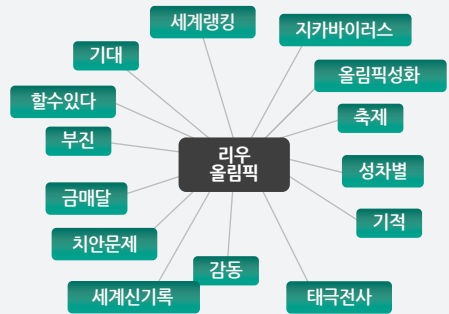 세계랭킹
지카바이러스
기대
올림픽성화
할수있다
축제
부진
리우
올림픽
성차별
금메달
기적
치안문제
감동
세계신기록
태극전사